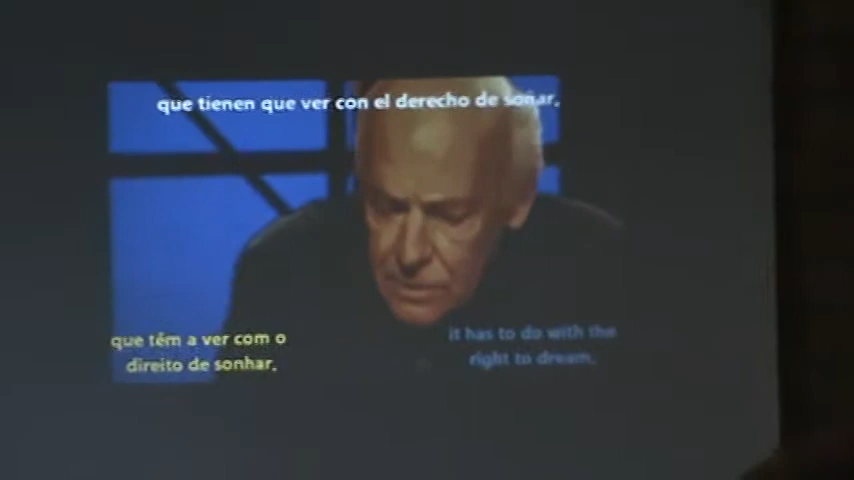 que tienen que ver con el derecho de soñar,
que têm a ver com o
direito de sonhar,
it has to do with the
right to dream,